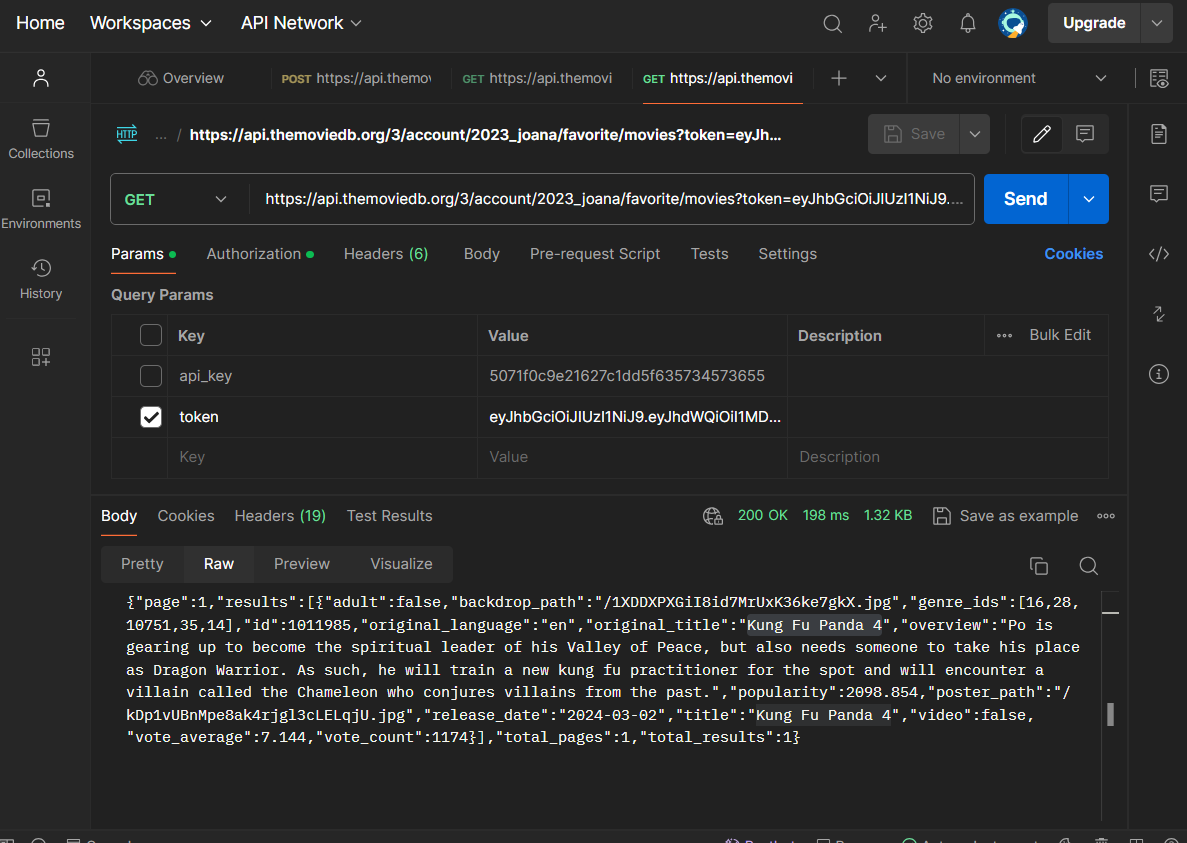 Home Workspaces API Network Upgrade
Overview POST https://api.themov GET https://api.themovi GET https://api.themovi No environment
HTTP ... / https://api.themoviedb.org/3/account/2023_joana/favorite/movies?token=eyJh... Save
Collections
GET https://api.themoviedb.org/3/account/2023_joana/favorite/movies?token=eyJhbGciOiJIUzI1NiJ9.... Send
Environments
Params Authorization Headers (6) Body Pre-request Script Tests Settings Cookies
History
Query Params
Key Value Description Bulk Edit
api_key 5071f0c9e21627c1dd5f635734573655
token eyJhbGciOiJIUzI1NiJ9.eyJhdWQiOiI1MD...
Key Value Description
Body Cookies Headers (19) Test Results 200 OK 198 ms 1.32 KB Save as example
Pretty Raw Preview Visualize
{"page":1,"results":[{"adult":false,"backdrop_path":"/1XDDXPXGiI8id7MrUxK36ke7gkX.jpg","genre_ids":[16,28,
10751,35,14],"id":1011985,"original_language":"en","original_title":"Kung Fu Panda 4","overview":"Po is
gearing up to become the spiritual leader of his Valley of Peace, but also needs someone to take his place
as Dragon Warrior. As such, he will train a new kung fu practitioner for the spot and will encounter a
villain called the Chameleon who conjures villains from the past.","popularity":2098.854,"poster_path":"/
kDp1vUBnMpe8ak4rjgl3cLELqjU.jpg","release_date":"2024-03-02","title":"Kung Fu Panda 4","video":false,
"vote_average":7.144,"vote_count":1174}],"total_pages":1,"total_results":1}